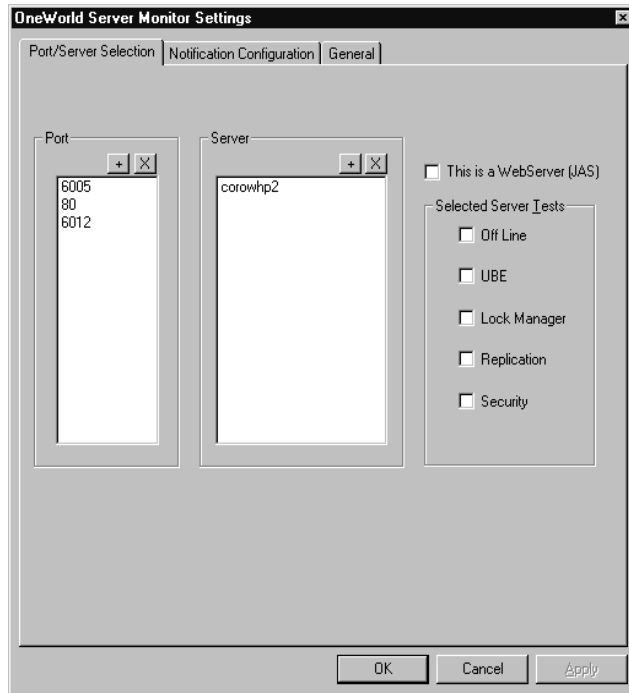 OneWorld Server Monitor Settings
Port/Server Selection Notification Configuration General
Port
+ X
6005
80
6012
Server
+ X
corowhp2
This is a WebServer (JAS)
Selected Server Tests
Off Line
UBE
Lock Manager
Replication
Security
OK Cancel Apply